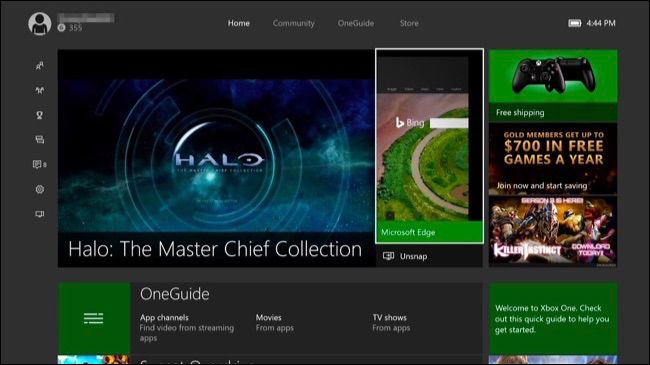 355
Home
Community
OneGuide
Store
4:44 PM
8
HALO
THE MASTER CHIEF COLLECTION
Halo: The Master Chief Collection
Bing
Microsoft Edge
Unsnap
Free shipping
GOLD MEMBERS GET UP TO
$700 IN FREE
GAMES A YEAR
Join now and start saving
SEASON 3 IS HERE!
KILLER INSTINCT
DOWNLOAD
TODAY!
OneGuide
App channels
Find video from streaming
apps
Movies
From apps
TV shows
From apps
Welcome to Xbox One. Check
out this quick guide to help you
get started.